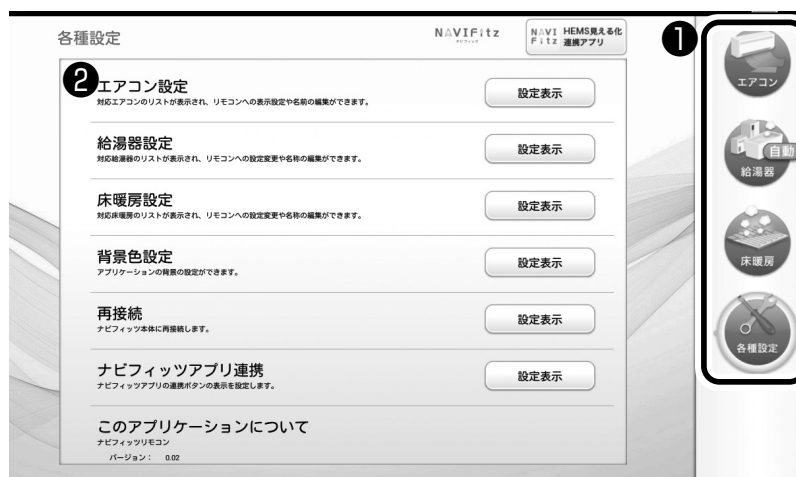 各種設定
NAVIFitz
ナビフィッツ
NAVI Fitz HEMS見える化 連携アプリ
❶
❷
エアコン設定
対応エアコンのリストが表示され、リモコンへの表示設定や名前の編集ができます。
設定表示
給湯器設定
対応給湯器のリストが表示され、リモコンへの設定変更や名称の編集ができます。
設定表示
床暖房設定
対応床暖房のリストが表示され、リモコンへの設定変更や名称の編集ができます。
設定表示
背景色設定
アプリケーションの背景の設定ができます。
設定表示
再接続
ナビフィッツ本体に再接続します。
設定表示
ナビフィッツアプリ連携
ナビフィッツアプリの連携ボタンの表示を設定します。
設定表示
このアプリケーションについて
ナビフィッツリモコン
バージョン： 0.02
エアコン
自動
給湯器
床暖房
各種設定